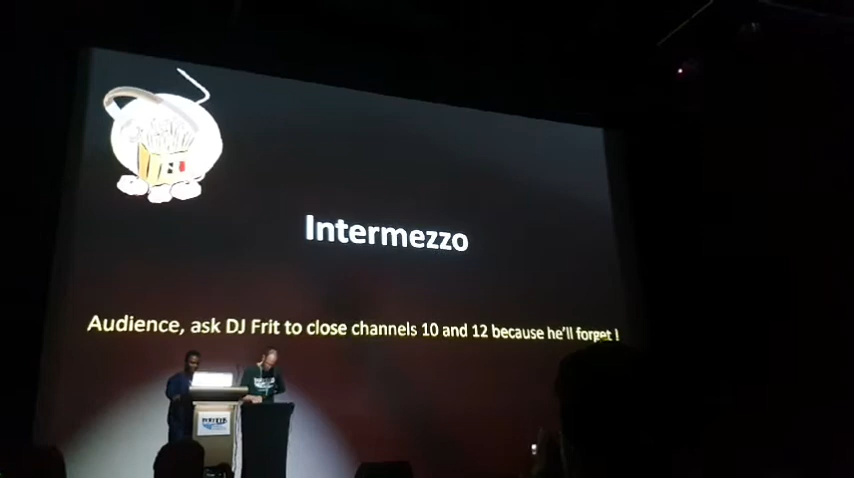 Intermezzo
Audience, ask DJ Frit to close channels 10 and 12 because he'll forget !